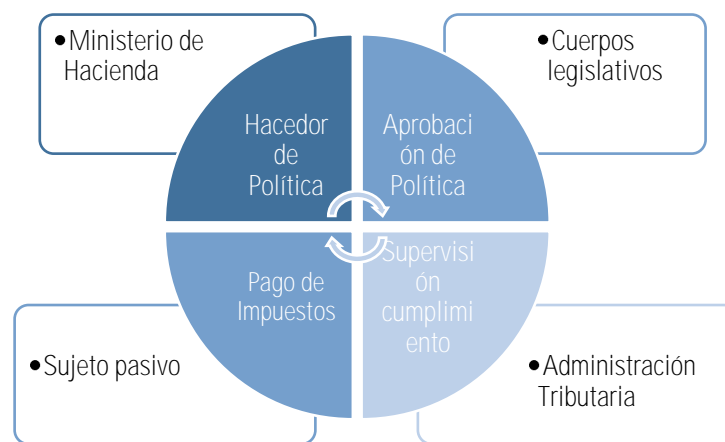 •Ministerio de
Hacienda
•Cuerpos
legislativos
Hacedor
de
Política
Aprobaci
ón de
Política
Pago de
Impuestos
Supervisi
ón
cumplimi
ento
•Sujeto pasivo
•Administración
Tributaria